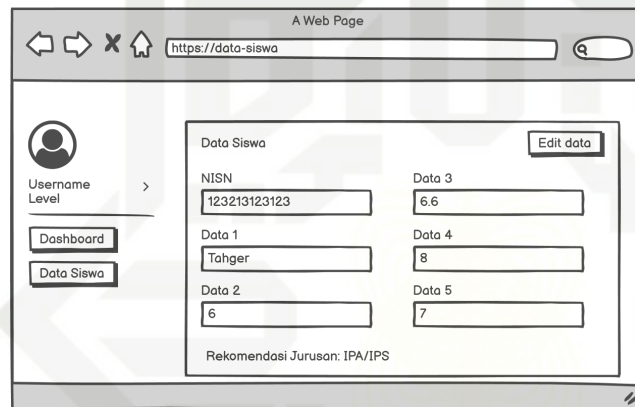 A Web Page
https://data-siswa
Username
Level
>
Dashboard
Data Siswa
Data Siswa
Edit data
NISN
123213123123
Data 3
6.6
Data 1
Tahger
Data 4
8
Data 2
6
Data 5
7
Rekomendasi Jurusan: IPA/IPS